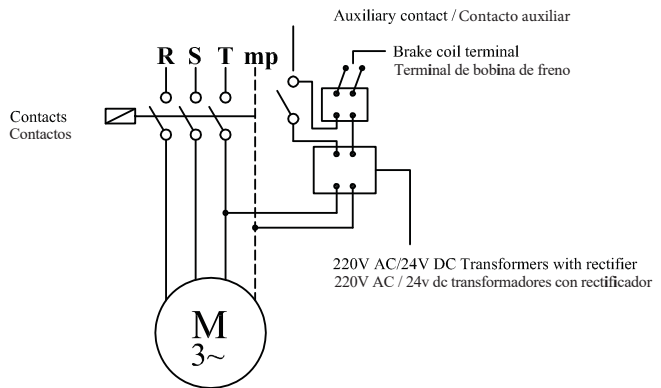 Auxiliary contact / Contacto auxiliar
R S T mp
Brake coil terminal
Terminal de bobina de freno
Contacts
Contactos
220V AC/24V DC Transformers with rectifier
220V AC / 24v dc transformadores con rectificador
M
3~